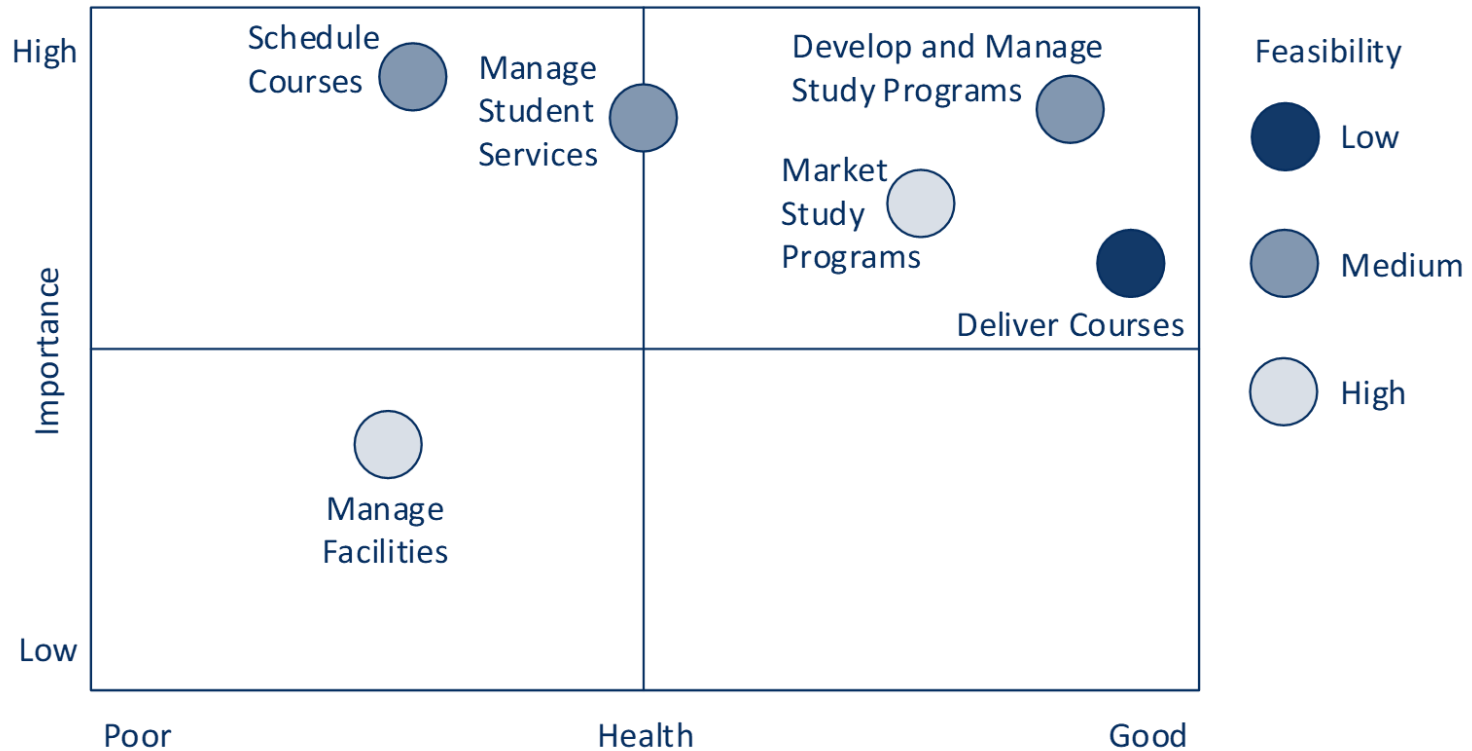 High
Schedule
Courses
Manage
Student
Services
Develop and Manage
Study Programs
Market
Study
Programs
Deliver Courses
Importance
Manage
Facilities
Low
Poor
Health
Good
Feasibility
Low
Medium
High